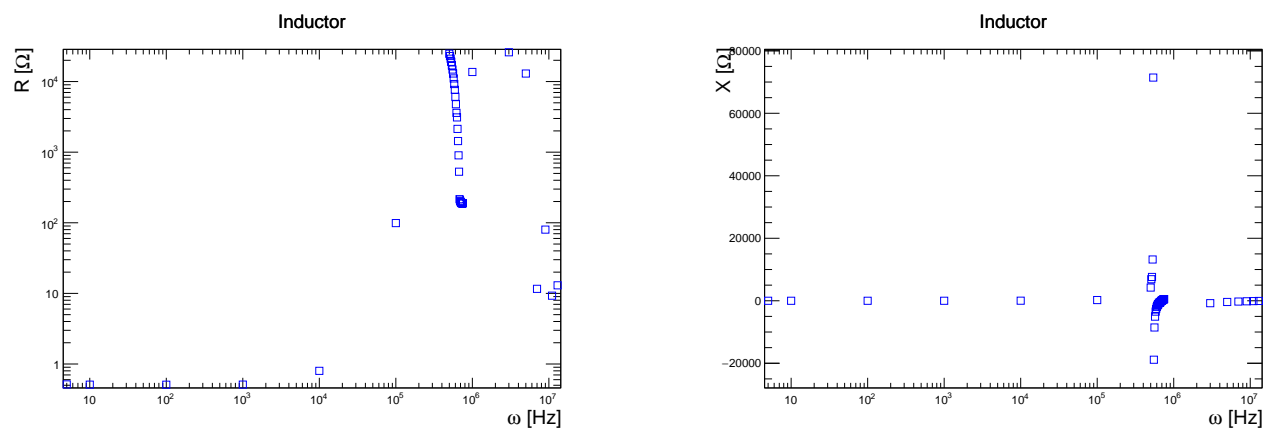 Inductor
R [Ω]
10⁴
10³
10²
10
1
10 10² 10³ 10⁴ 10⁵ 10⁶ 10⁷
ω [Hz]
Inductor
X [Ω]
80000
60000
40000
20000
0
−20000
10 10² 10³ 10⁴ 10⁵ 10⁶ 10⁷
ω [Hz]